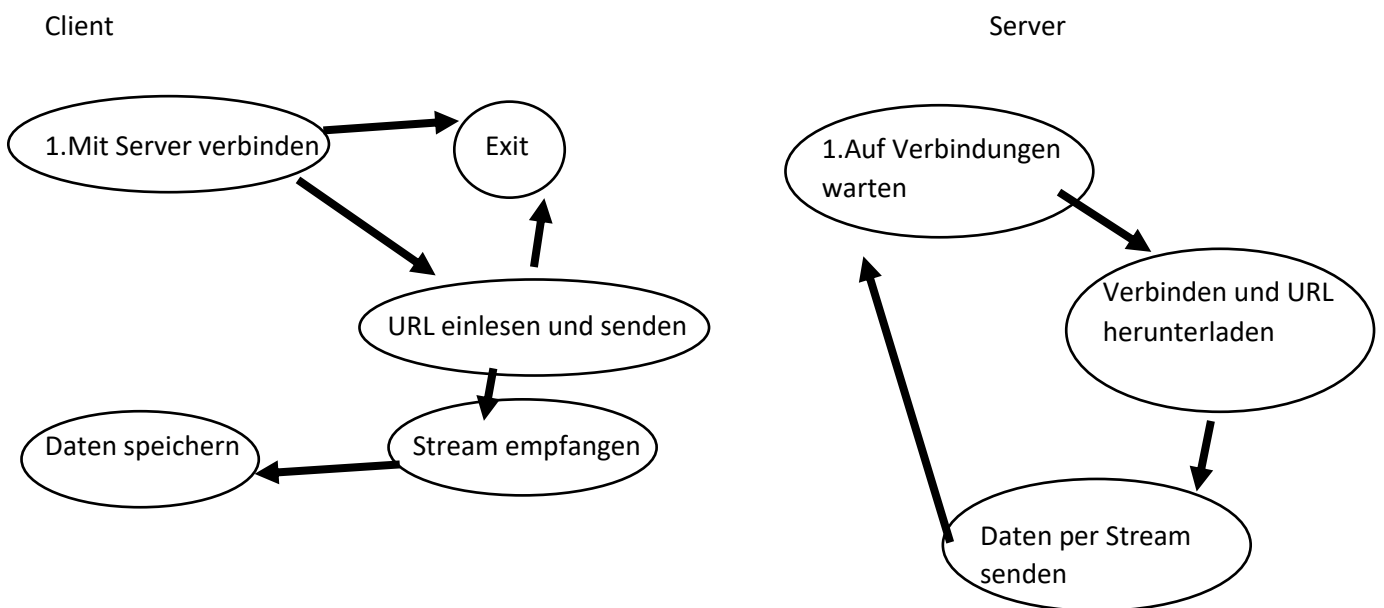 Client
Server
1.Mit Server verbinden
Exit
URL einlesen und senden
Stream empfangen
Daten speichern
1.Auf Verbindungen
warten
Verbinden und URL
herunterladen
Daten per Stream
senden